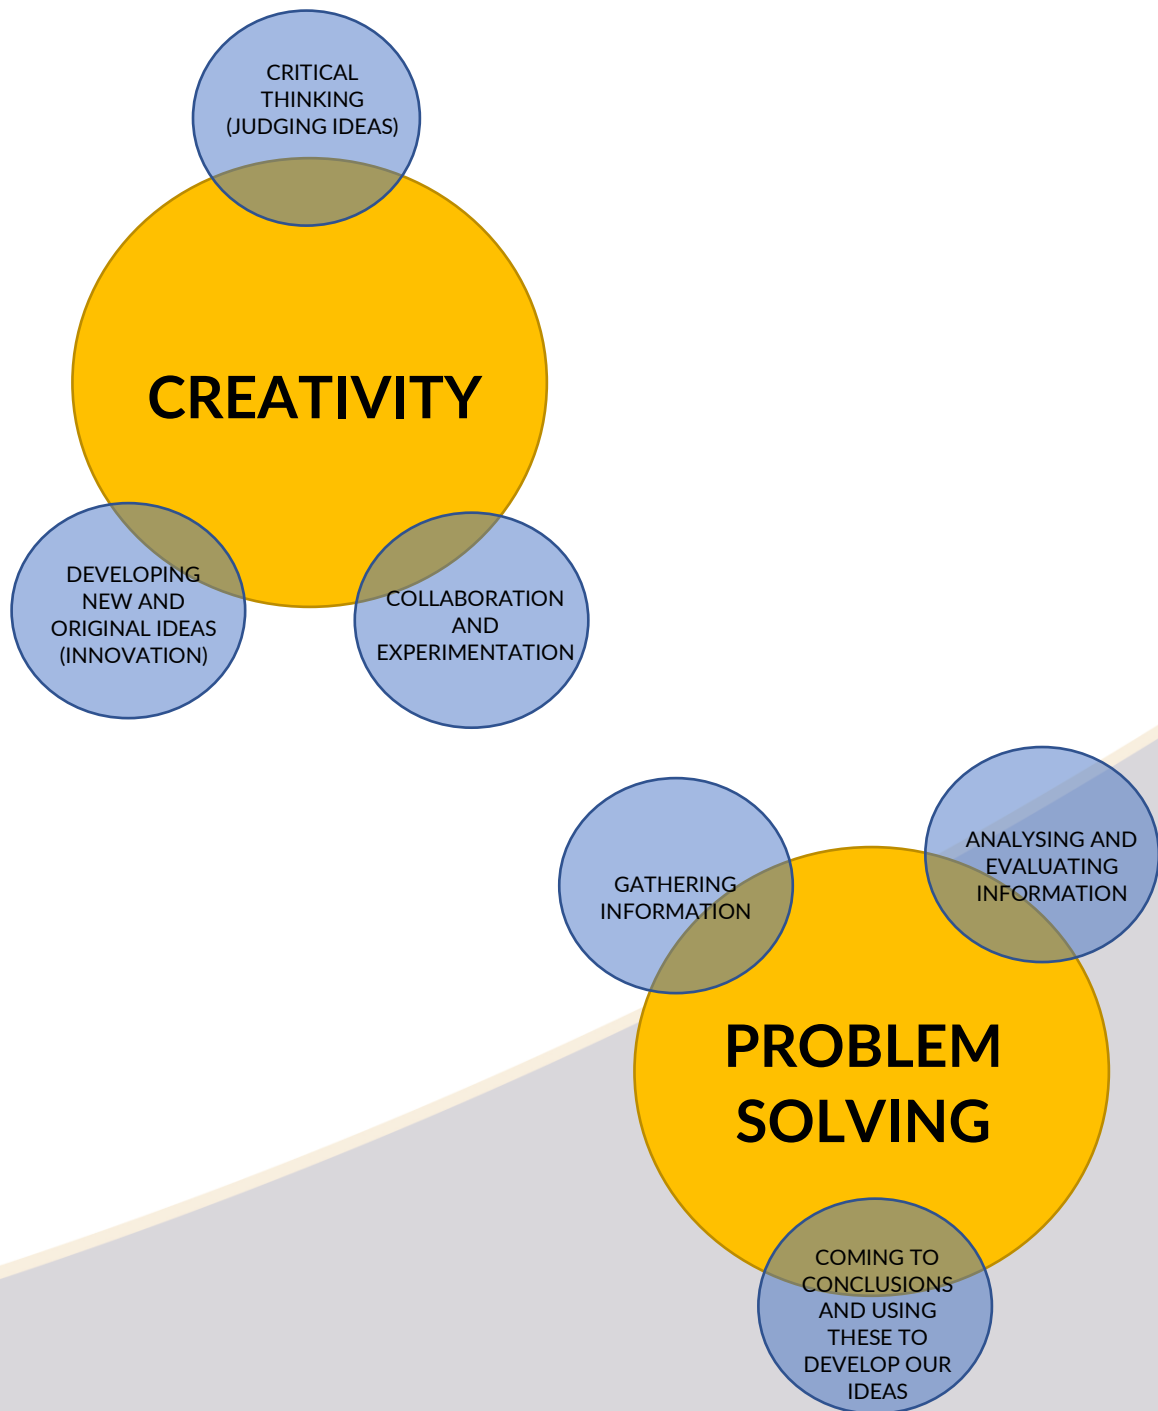 CRITICAL
THINKING
(JUDGING IDEAS)
CREATIVITY
DEVELOPING
NEW AND
ORIGINAL IDEAS
(INNOVATION)
COLLABORATION
AND
EXPERIMENTATION
GATHERING
INFORMATION
ANALYSING AND
EVALUATING
INFORMATION
PROBLEM
SOLVING
COMING TO
CONCLUSIONS
AND USING
THESE TO
DEVELOP OUR
IDEAS